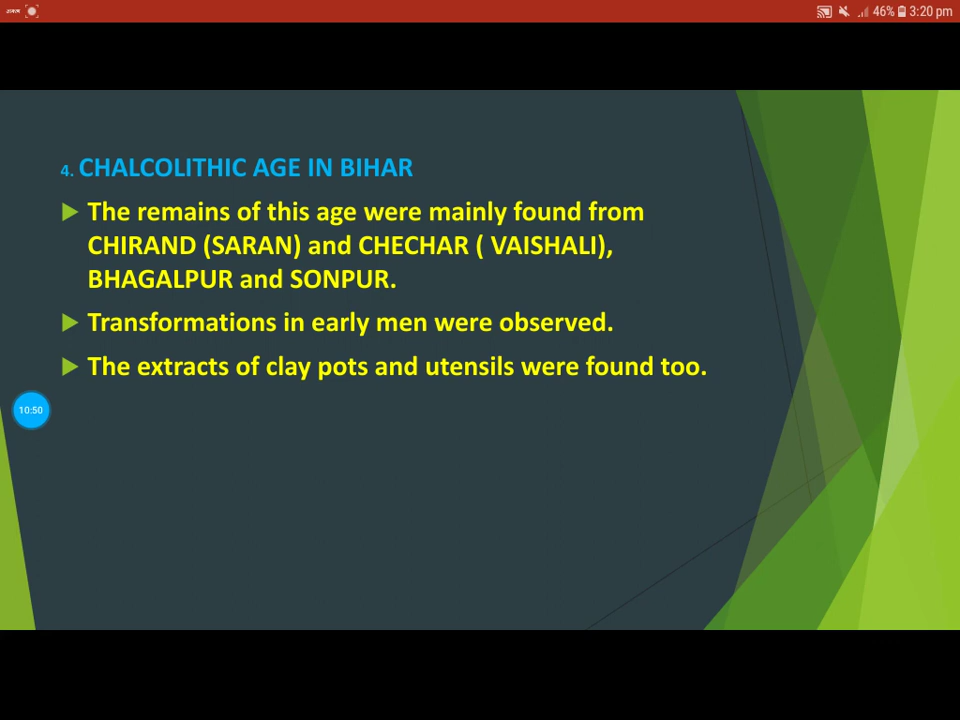 46% 3:20 pm
4. CHALCOLITHIC AGE IN BIHAR
The remains of this age were mainly found from
CHIRAND (SARAN) and CHECHAR ( VAISHALI),
BHAGALPUR and SONPUR.
Transformations in early men were observed.
The extracts of clay pots and utensils were found too.
10:50